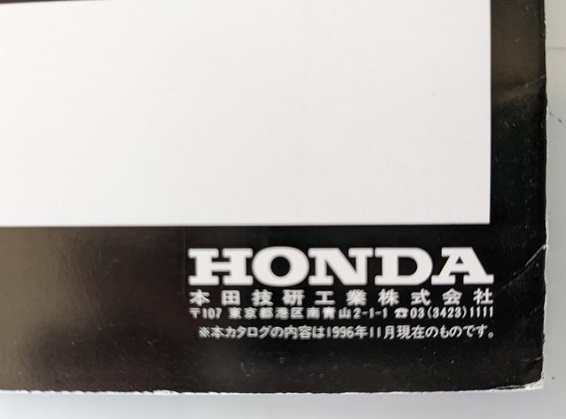 HONDA
本田技研工業株式会社
〒107 東京都港区南青山2-1-1 ☎03(3423)1111
※本カタログの内容は1996年11月現在のものです。